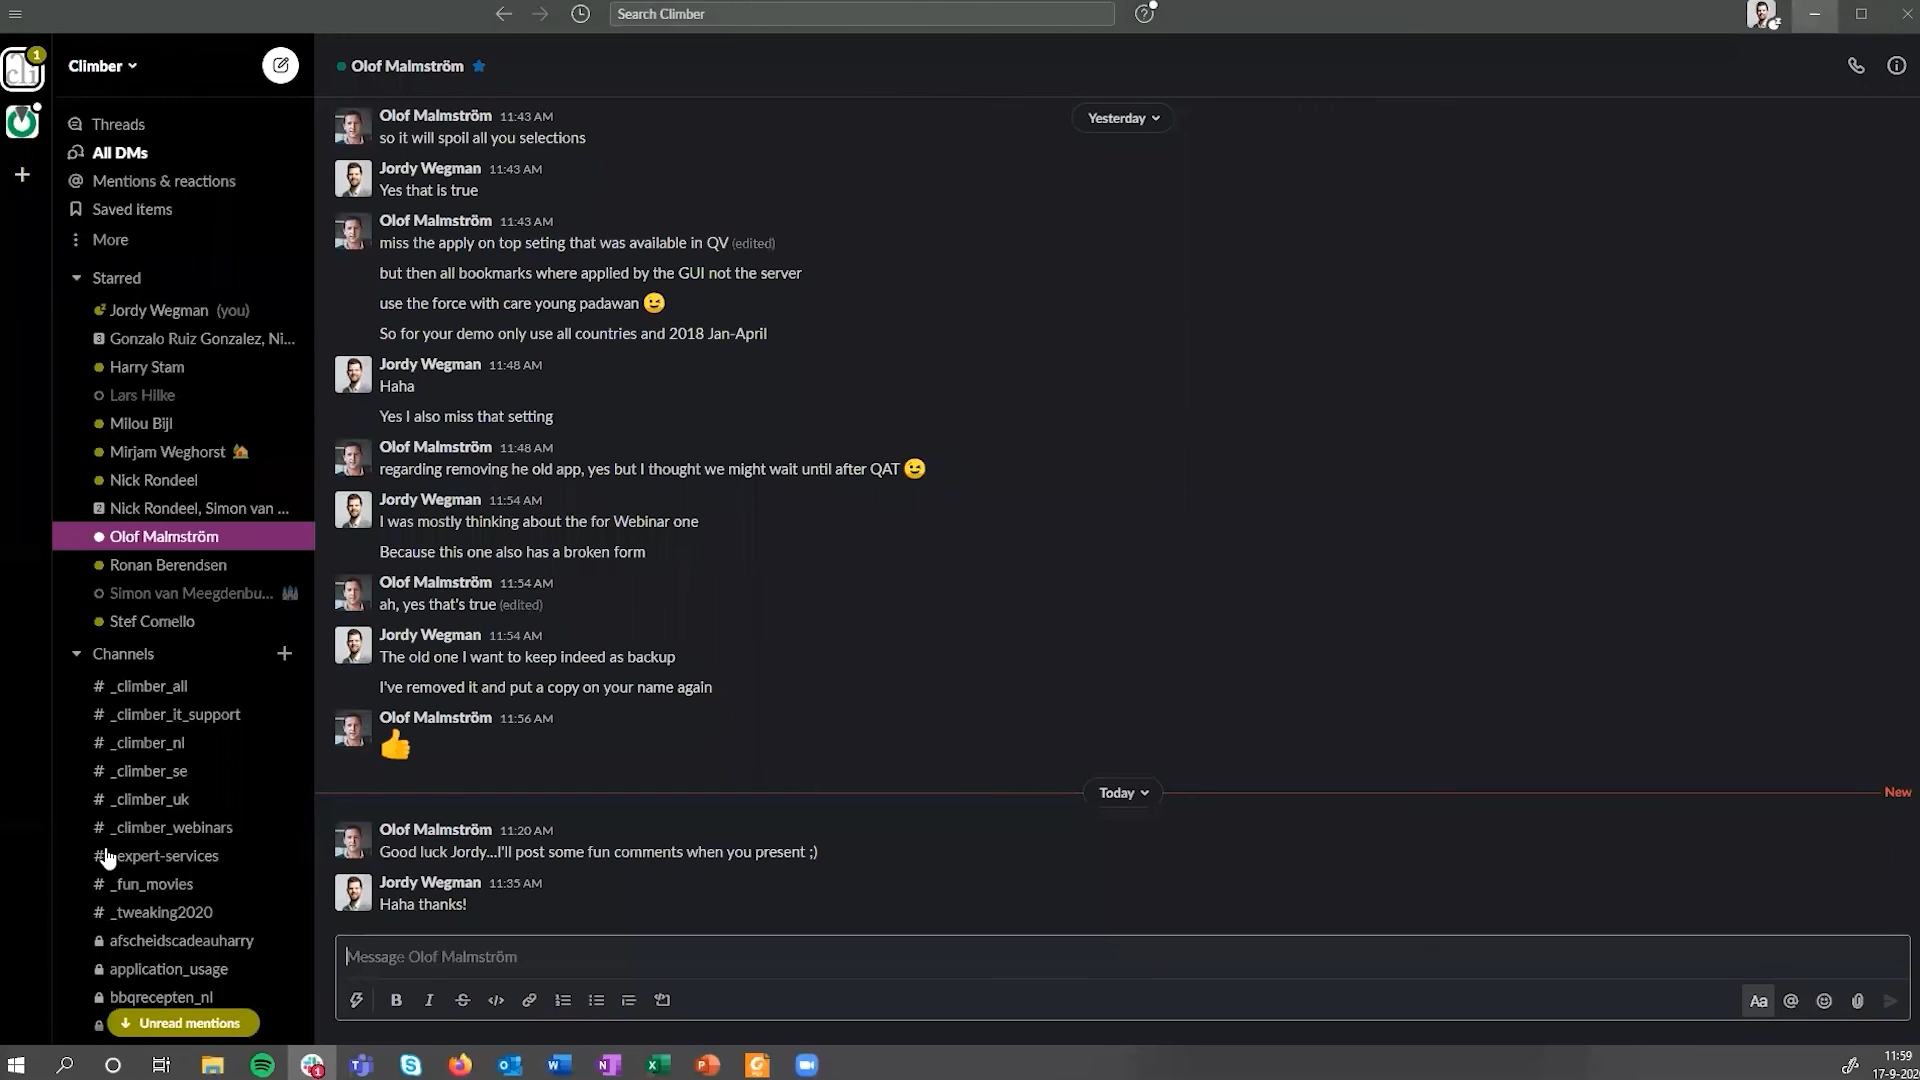 Search Climber
1
cli
Climber
Threads
All DMs
Mentions & reactions
Saved items
More
Starred
Jordy Wegman (you)
3 Gonzalo Ruiz Gonzalez, Ni...
Harry Stam
Lars Hilke
Milou Bijl
Mirjam Weghorst
Nick Rondeel
2 Nick Rondeel, Simon van ...
Olof Malmström
Ronan Berendsen
Simon van Meegdenbu...
Stef Comello
Channels
# _climber_all
# _climber_it_support
# _climber_nl
# _climber_se
# _climber_uk
# _climber_webinars
# expert-services
# _fun_movies
# _tweaking2020
afscheidscadeauharry
application_usage
bbqrecepten_nl
Unread mentions
Olof Malmström
Yesterday
Olof Malmström 11:43 AM
so it will spoil all you selections
Jordy Wegman 11:43 AM
Yes that is true
Olof Malmström 11:43 AM
miss the apply on top seting that was available in QV (edited)
but then all bookmarks where applied by the GUI not the server
use the force with care young padawan 😉
So for your demo only use all countries and 2018 Jan-April
Jordy Wegman 11:48 AM
Haha
Yes I also miss that setting
Olof Malmström 11:48 AM
regarding removing he old app, yes but I thought we might wait until after QAT 😉
Jordy Wegman 11:54 AM
I was mostly thinking about the for Webinar one
Because this one also has a broken form
Olof Malmström 11:54 AM
ah, yes that's true (edited)
Jordy Wegman 11:54 AM
The old one I want to keep indeed as backup
I've removed it and put a copy on your name again
Olof Malmström 11:56 AM
👍
Today
New
Olof Malmström 11:20 AM
Good luck Jordy...I'll post some fun comments when you present ;)
Jordy Wegman 11:35 AM
Haha thanks!
Message Olof Malmström
B I S </> Aa @
11:59
17-9-202